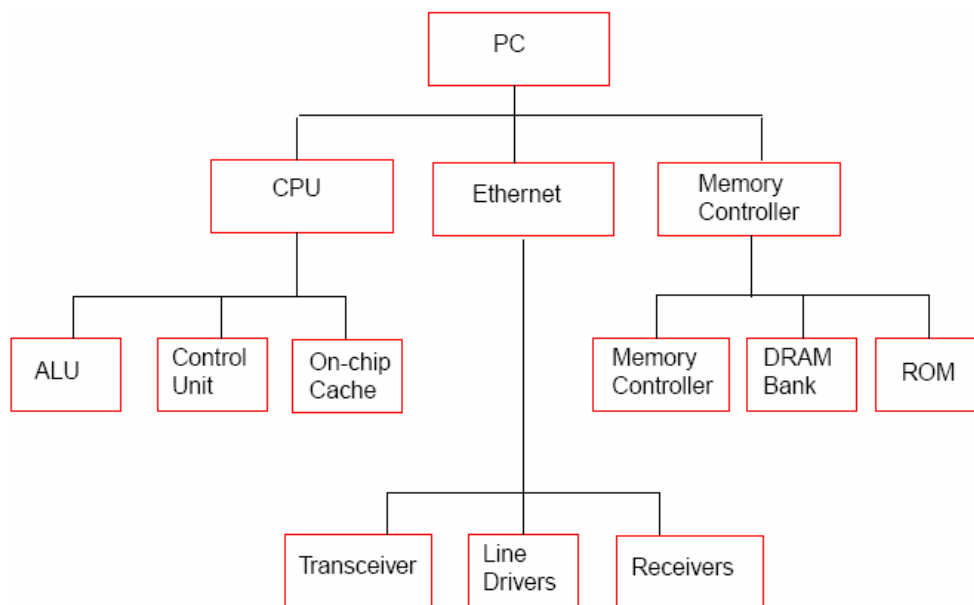 PC
CPU
Ethernet
Memory
Controller
ALU
Control
Unit
On-chip
Cache
Memory
Controller
DRAM
Bank
ROM
Transceiver
Line
Drivers
Receivers